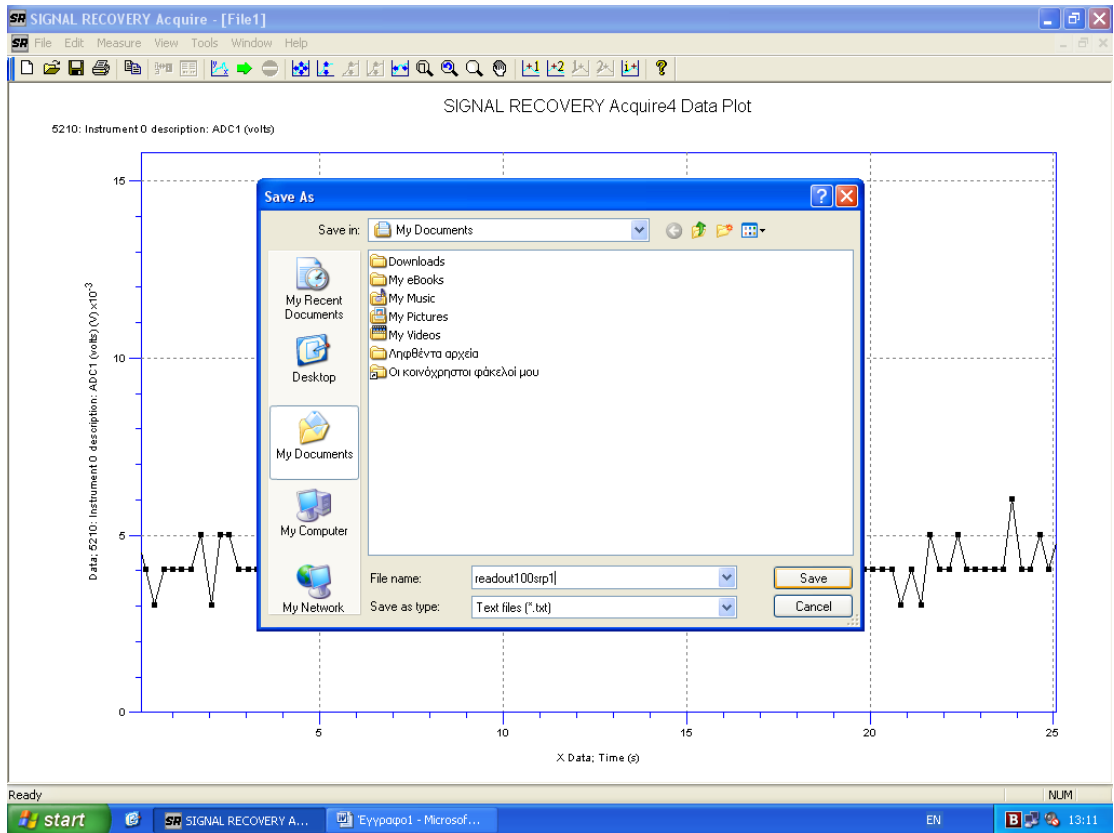 SR SIGNAL RECOVERY Acquire - [File1]
SR File Edit Measure View Tools Window Help
+1 +2 1 2 i+ ?
SIGNAL RECOVERY Acquire4 Data Plot
5210: Instrument 0 description: ADC1 (volts)
Data; 5210: Instrument 0 description: ADC1 (volts) (V) x10-3
15
10
5
0
5
10
15
20
25
X Data; Time (s)
Save As
Save in: My Documents
My Recent Documents
Desktop
My Documents
My Computer
My Network
Downloads
My eBooks
My Music
My Pictures
My Videos
Ληφθέντα αρχεία
Οι κοινόχρηστοι φάκελοί μου
File name: readout100srp1
Save
Save as type: Text files (*.txt)
Cancel
Ready
NUM
start
SR SIGNAL RECOVERY A...
Έγγραφο1 - Microsof...
EN
B
13:11